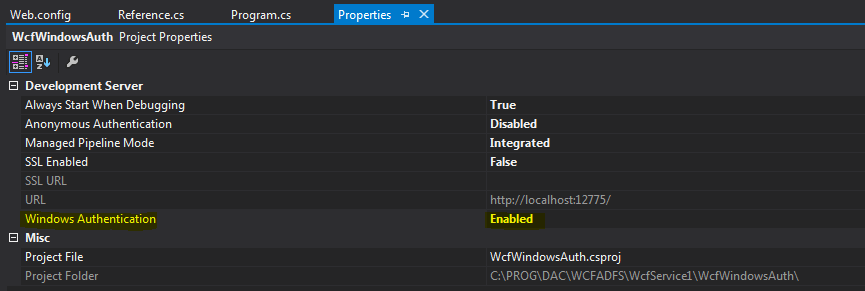 Web.config Reference.cs Program.cs Properties
WcfWindowsAuth Project Properties
Development Server
Always Start When Debugging True
Anonymous Authentication Disabled
Managed Pipeline Mode Integrated
SSL Enabled False
SSL URL
URL http://localhost:12775/
Windows Authentication Enabled
Misc
Project File WcfWindowsAuth.csproj
Project Folder C:\PROG\DAC\WCFADFS\WcfService1\WcfWindowsAuth\